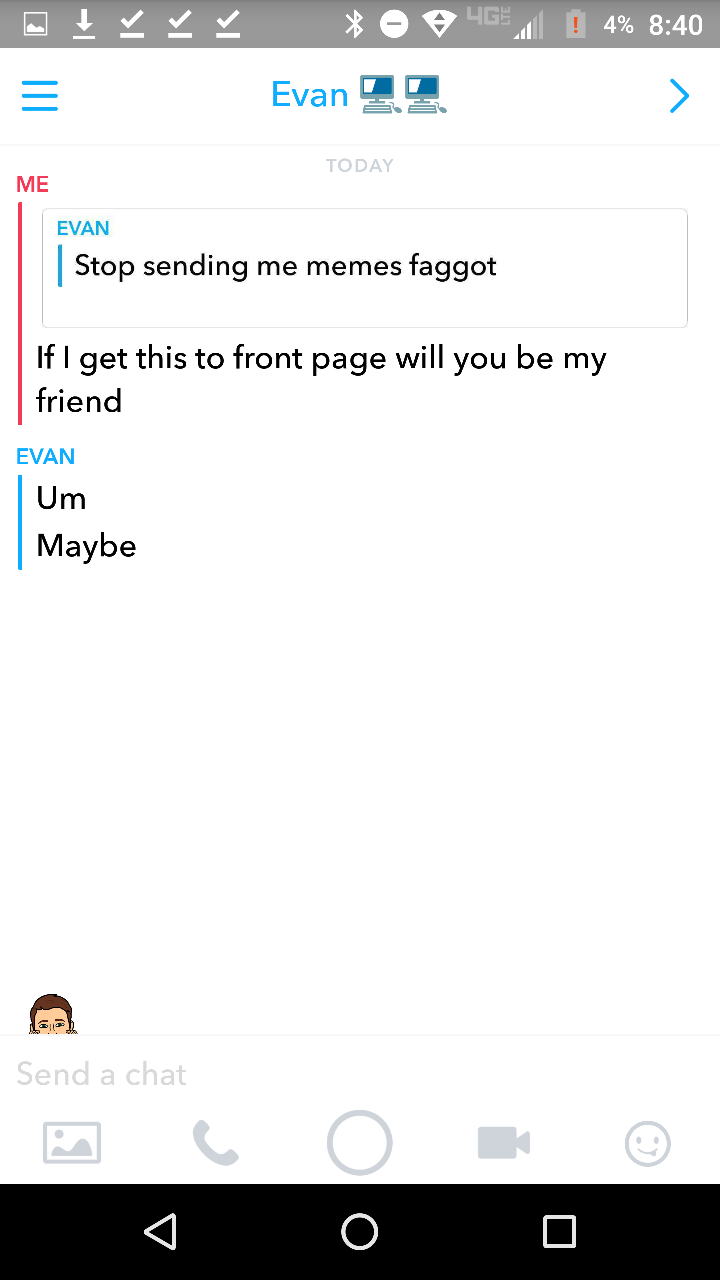 4G LTE 4% 8:40
Evan
TODAY
ME
EVAN
Stop sending me memes faggot
If I get this to front page will you be my
friend
EVAN
Um
Maybe
Send a chat